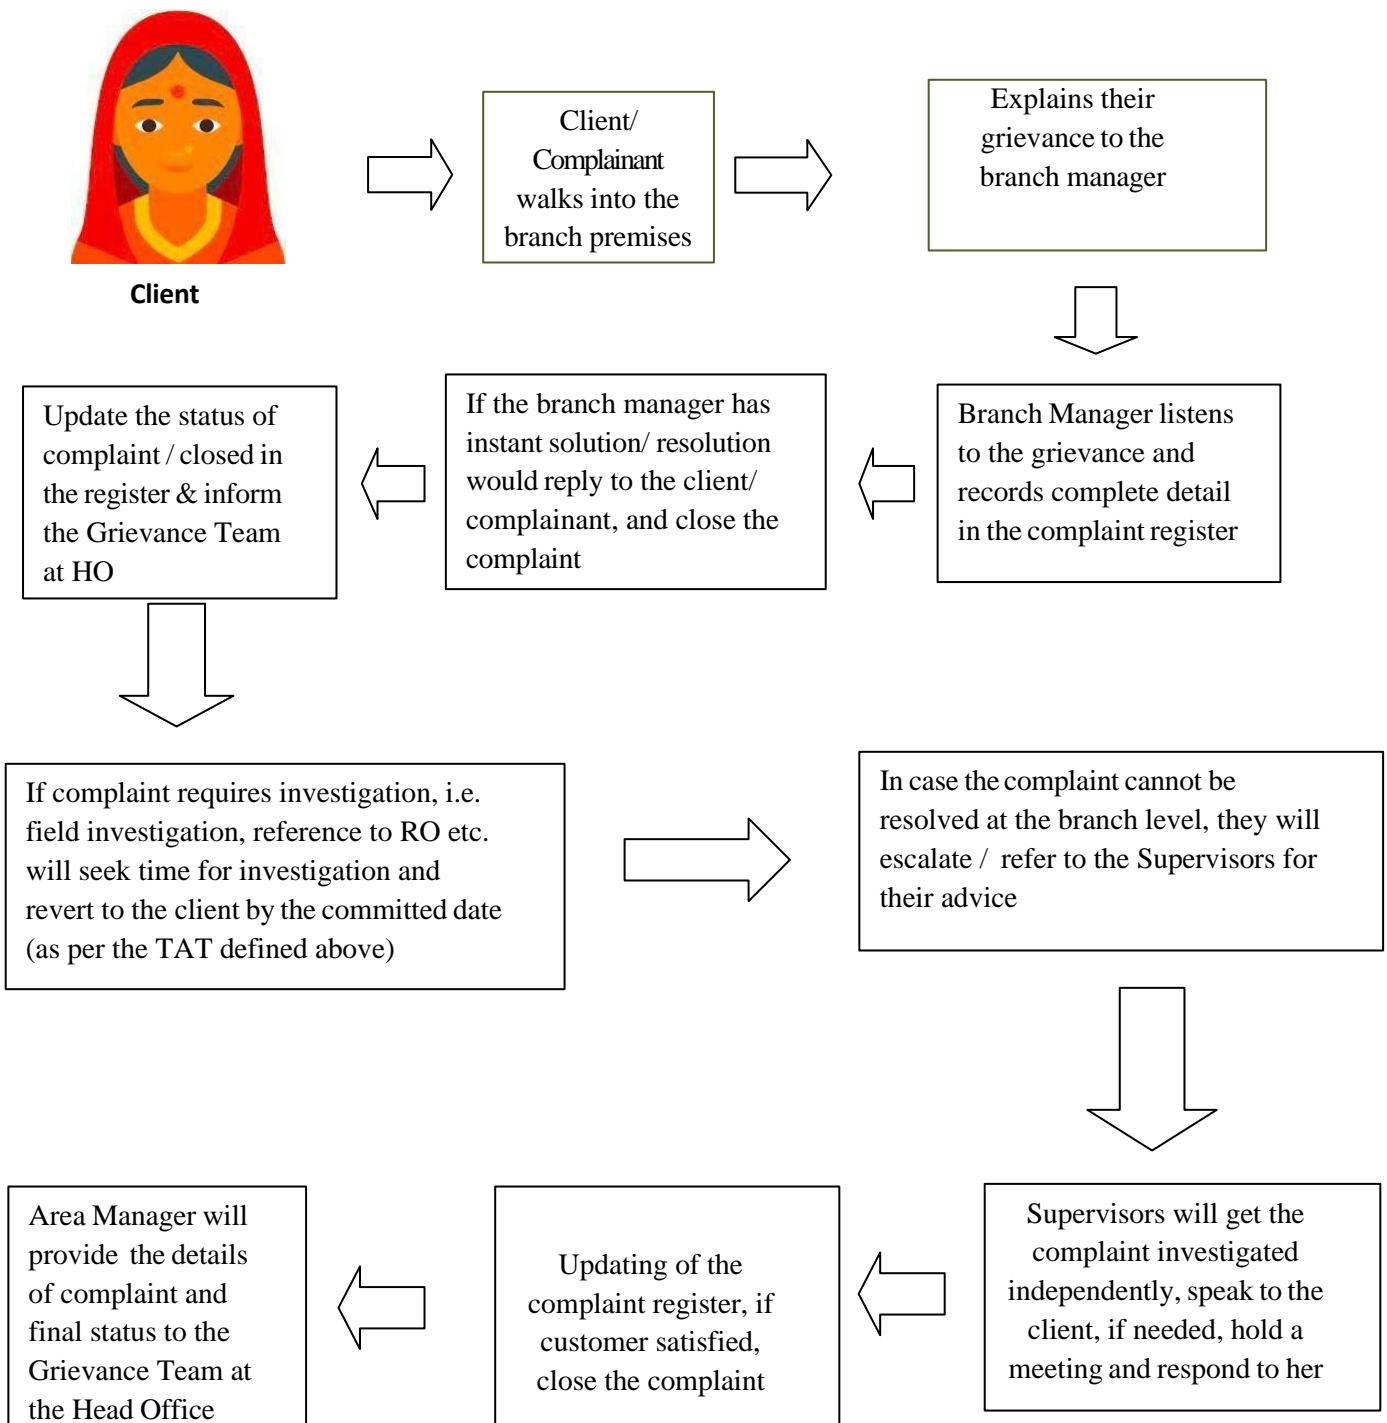 Client
Client/
Complainant
walks into the
branch premises
Explains their
grievance to the
branch manager
Branch Manager listens
to the grievance and
records complete detail
in the complaint register
If the branch manager has
instant solution/ resolution
would reply to the client/
complainant, and close the
complaint
Update the status of
complaint / closed in
the register & inform
the Grievance Team
at HO
If complaint requires investigation, i.e.
field investigation, reference to RO etc.
will seek time for investigation and
revert to the client by the committed date
(as per the TAT defined above)
In case the complaint cannot be
resolved at the branch level, they will
escalate / refer to the Supervisors for
their advice
Supervisors will get the
complaint investigated
independently, speak to the
client, if needed, hold a
meeting and respond to her
Updating of the
complaint register, if
customer satisfied,
close the complaint
Area Manager will
provide the details
of complaint and
final status to the
Grievance Team at
the Head Office